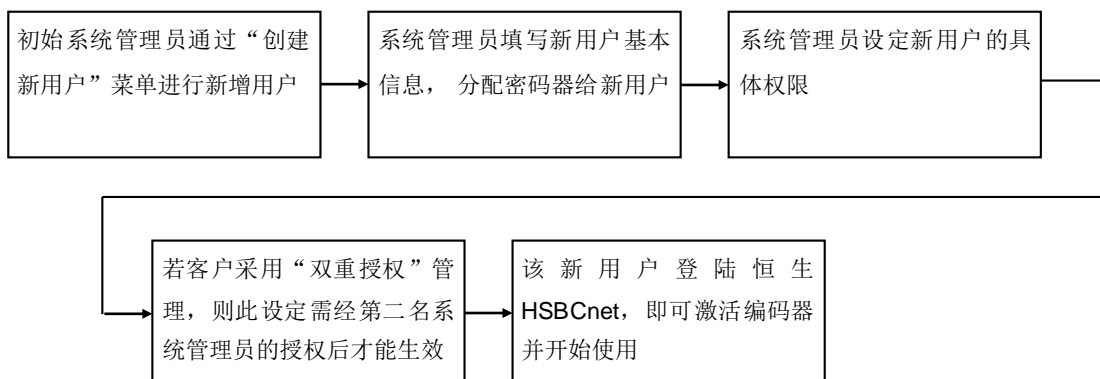 初始系统管理员通过“创建
新用户”菜单进行新增用户
系统管理员填写新用户基本
信息， 分配密码器给新用户
系统管理员设定新用户的具
体权限
若客户采用“双重授权”管
理，则此设定需经第二名系
统管理员的授权后才能生效
该新用户登陆恒生
HSBCnet，即可激活编码器
并开始使用